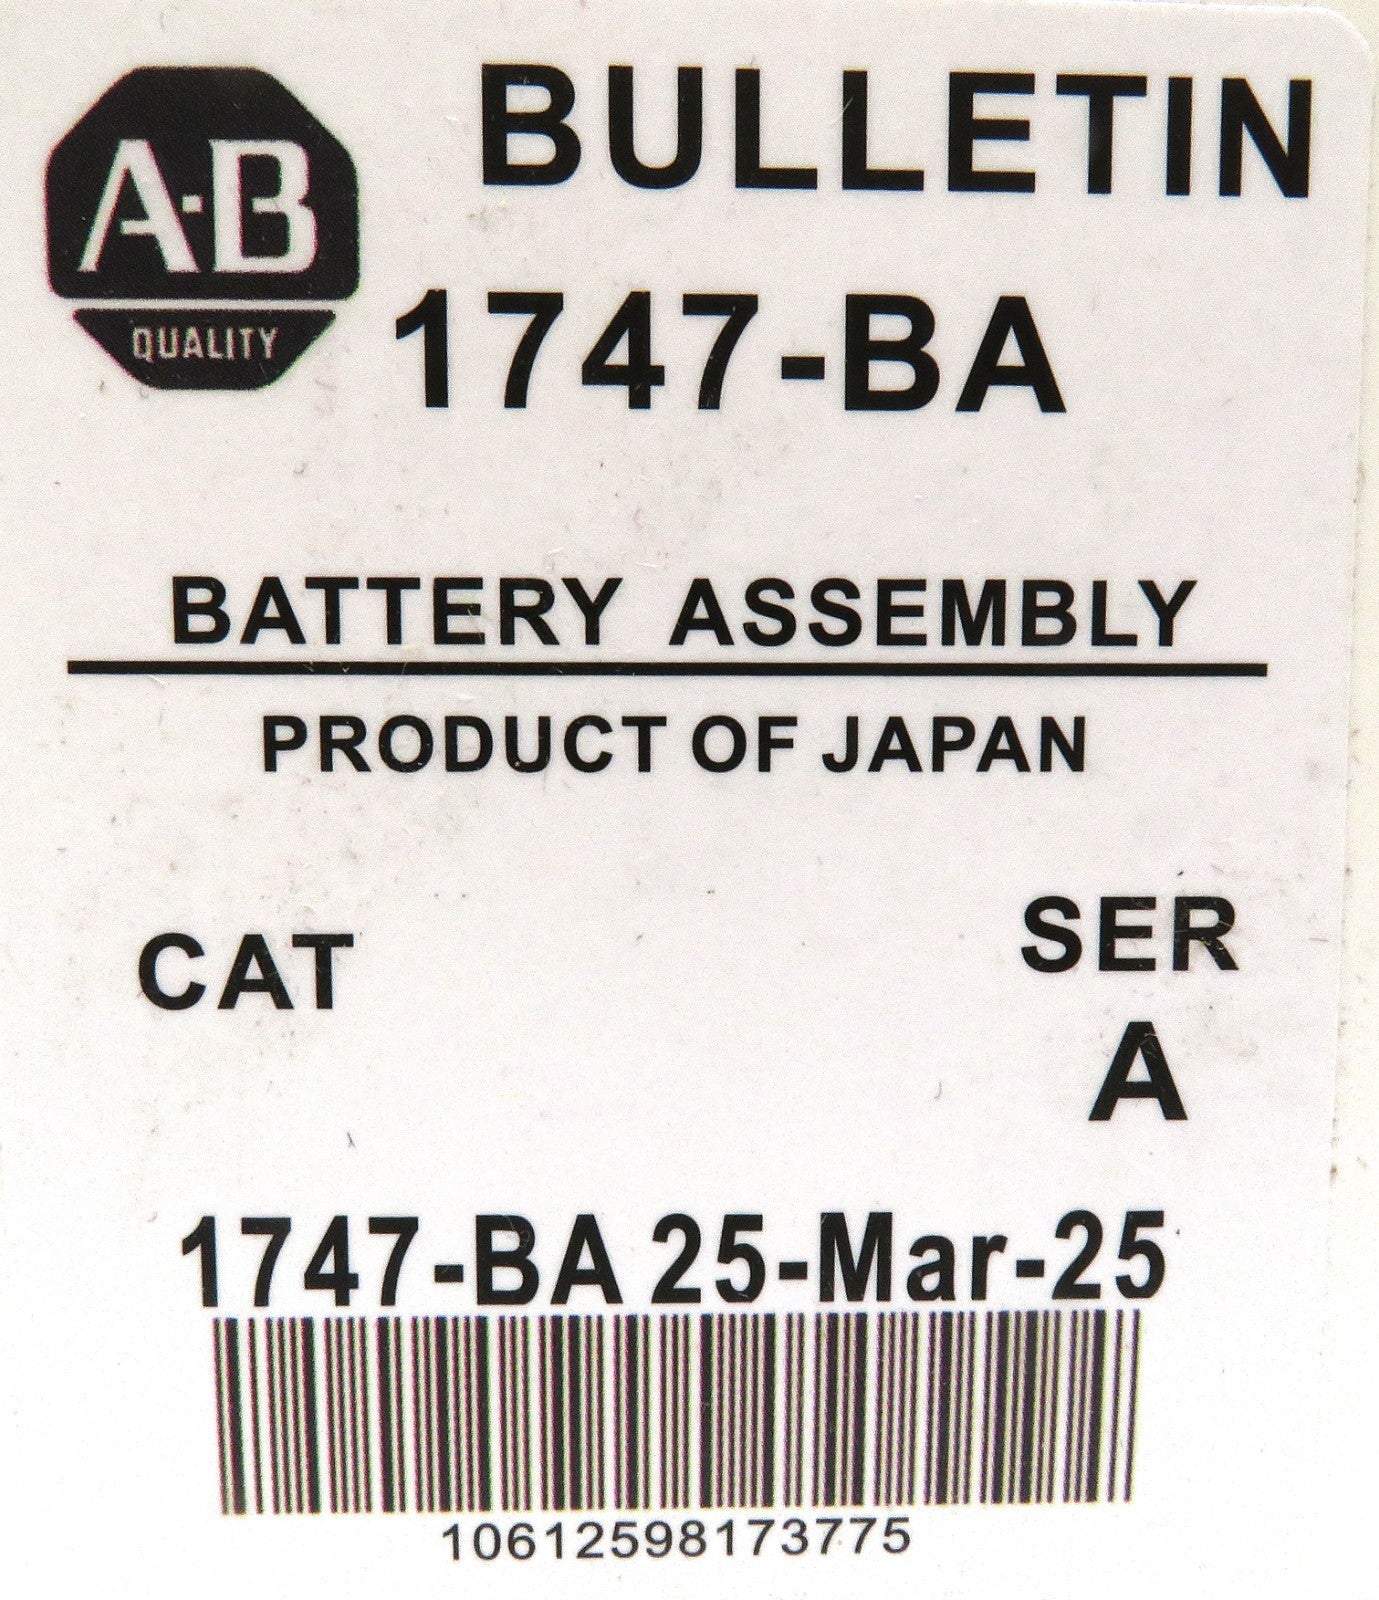 A-B
QUALITY
BULLETIN
1747-BA
BATTERY ASSEMBLY
PRODUCT OF JAPAN
CAT
SER
A
1747-BA 25-Mar-25
10612598173775